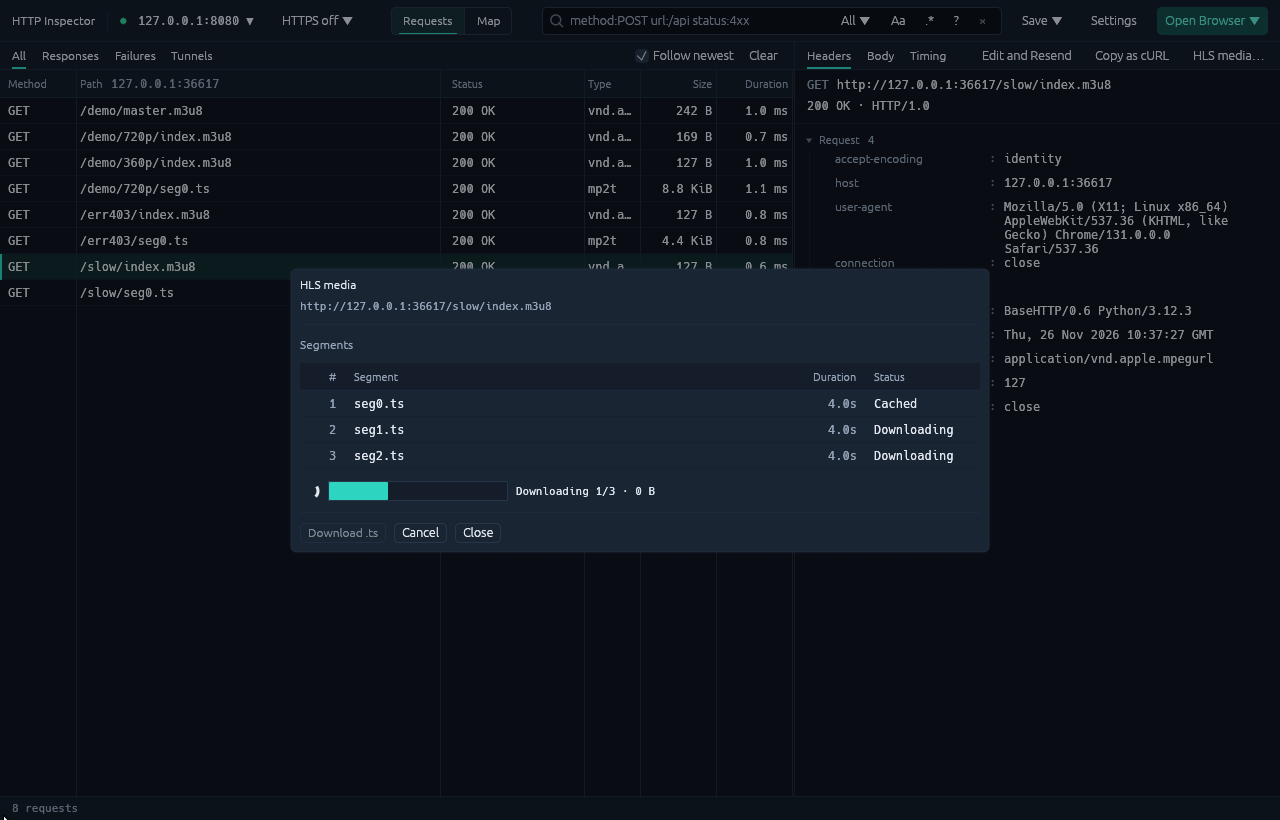 HTTP Inspector ● 127.0.0.1:8080 ▼ HTTPS off ▼ Requests Map method:POST url:/api status:4xx All ▼ Aa .* ? × Save ▼ Settings Open Browser ▼
All Responses Failures Tunnels ✓ Follow newest Clear Headers Body Timing Edit and Resend Copy as cURL HLS media…
Method Path 127.0.0.1:36617 Status Type Size Duration
GET /demo/master.m3u8 200 OK vnd.a… 242 B 1.0 ms
GET /demo/720p/index.m3u8 200 OK vnd.a… 169 B 0.7 ms
GET /demo/360p/index.m3u8 200 OK vnd.a… 127 B 1.0 ms
GET /demo/720p/seg0.ts 200 OK mp2t 8.8 KiB 1.1 ms
GET /err403/index.m3u8 200 OK vnd.a… 127 B 0.8 ms
GET /err403/seg0.ts 200 OK mp2t 4.4 KiB 0.8 ms
GET /slow/index.m3u8 200 OK vnd.a 127 B 0.6 ms
GET /slow/seg0.ts
GET http://127.0.0.1:36617/slow/index.m3u8
200 OK · HTTP/1.0
▼ Request 4
accept-encoding : identity
host : 127.0.0.1:36617
user-agent : Mozilla/5.0 (X11; Linux x86_64)
AppleWebKit/537.36 (KHTML, like
Gecko) Chrome/131.0.0.0
Safari/537.36
connection : close
: BaseHTTP/0.6 Python/3.12.3
: Thu, 26 Nov 2026 10:37:27 GMT
: application/vnd.apple.mpegurl
: 127
: close
HLS media
http://127.0.0.1:36617/slow/index.m3u8
Segments
# Segment Duration Status
1 seg0.ts 4.0s Cached
2 seg1.ts 4.0s Downloading
3 seg2.ts 4.0s Downloading
Downloading 1/3 · 0 B
Download .ts Cancel Close
8 requests